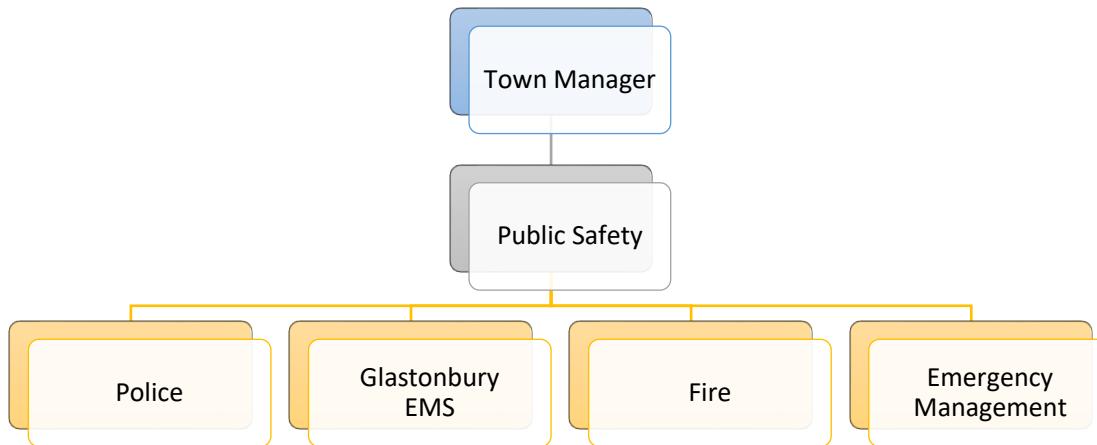 Town Manager
Public Safety
Police
Glastonbury
EMS
Fire
Emergency
Management